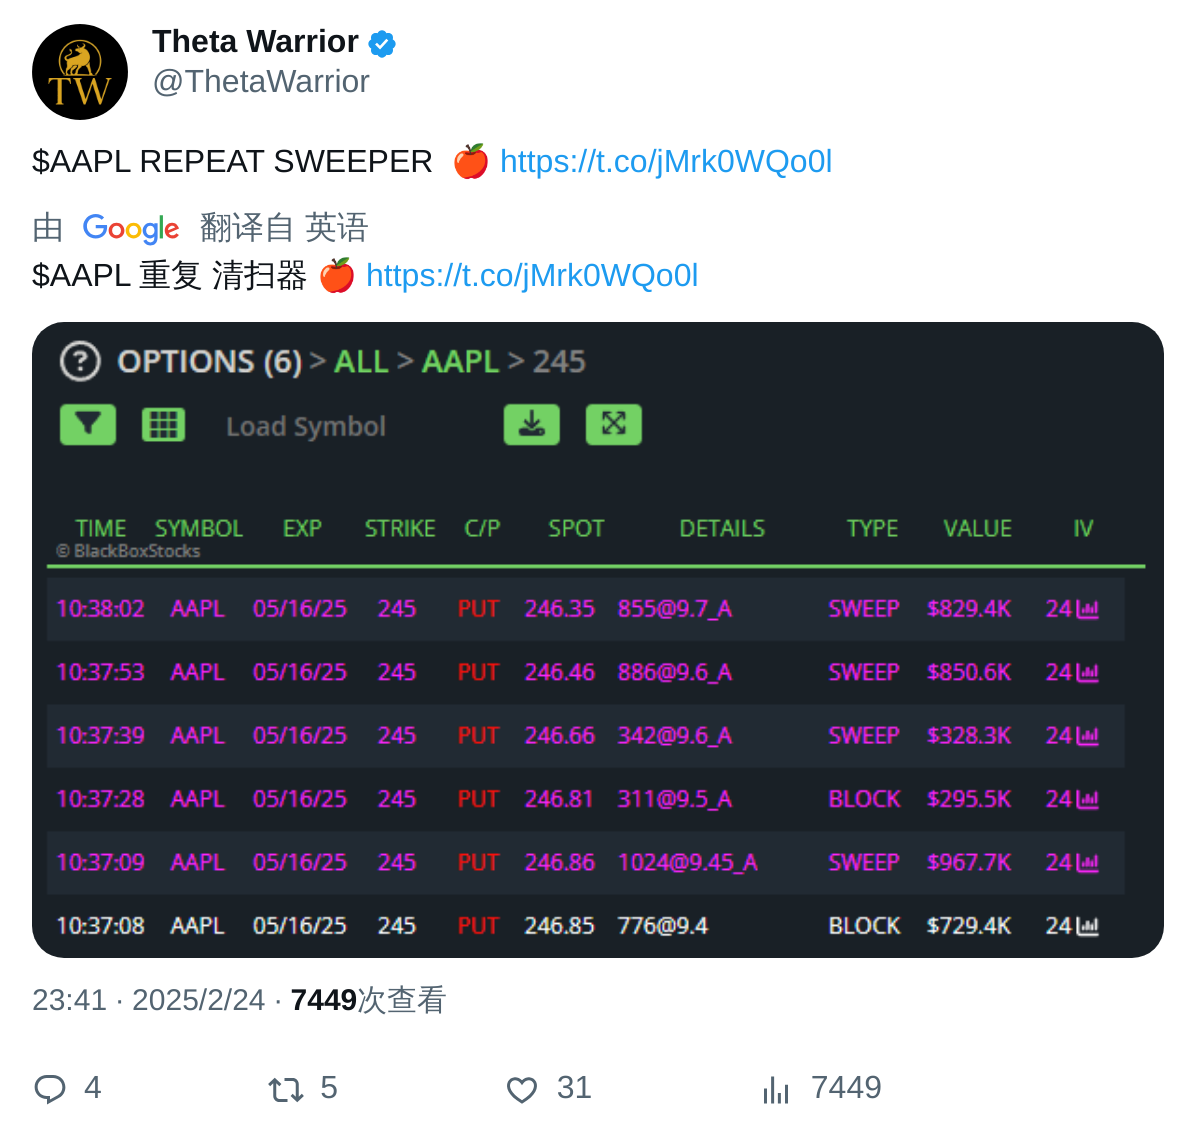 TW
Theta Warrior
@ThetaWarrior
$AAPL REPEAT SWEEPER 🍎 https://t.co/jMrk0WQo0l
由 Google 翻译自 英语
$AAPL 重复 清扫器 🍎 https://t.co/jMrk0WQo0l
? OPTIONS (6) > ALL > AAPL > 245
Load Symbol
TIME SYMBOL EXP STRIKE C/P SPOT DETAILS TYPE VALUE IV
© BlackBoxStocks
10:38:02 AAPL 05/16/25 245 PUT 246.35 855@9.7_A SWEEP $829.4K 24
10:37:53 AAPL 05/16/25 245 PUT 246.46 886@9.6_A SWEEP $850.6K 24
10:37:39 AAPL 05/16/25 245 PUT 246.66 342@9.6_A SWEEP $328.3K 24
10:37:28 AAPL 05/16/25 245 PUT 246.81 311@9.5_A BLOCK $295.5K 24
10:37:09 AAPL 05/16/25 245 PUT 246.86 1024@9.45_A SWEEP $967.7K 24
10:37:08 AAPL 05/16/25 245 PUT 246.85 776@9.4 BLOCK $729.4K 24
23:41 · 2025/2/24 · 7449次查看
4 5 31 7449